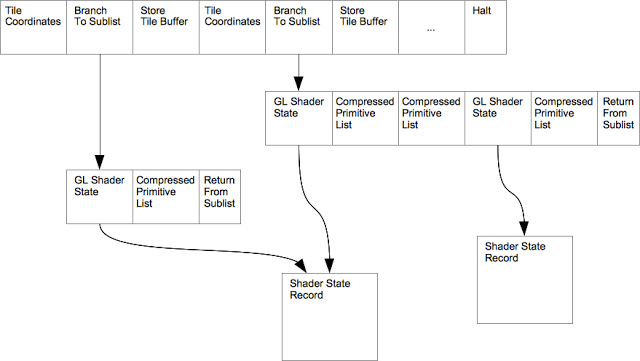 Tile
Coordinates
Branch
To Sublist
Store
Tile Buffer
Tile
Coordinates
Branch
To Sublist
Store
Tile Buffer
...
Halt
GL Shader
State
Compressed
Primitive
List
Compressed
Primitive
List
GL Shader
State
Compressed
Primitive
List
Return
From
Sublist
GL Shader
State
Compressed
Primitive
List
Return
From
Sublist
Shader State
Record
Shader State
Record